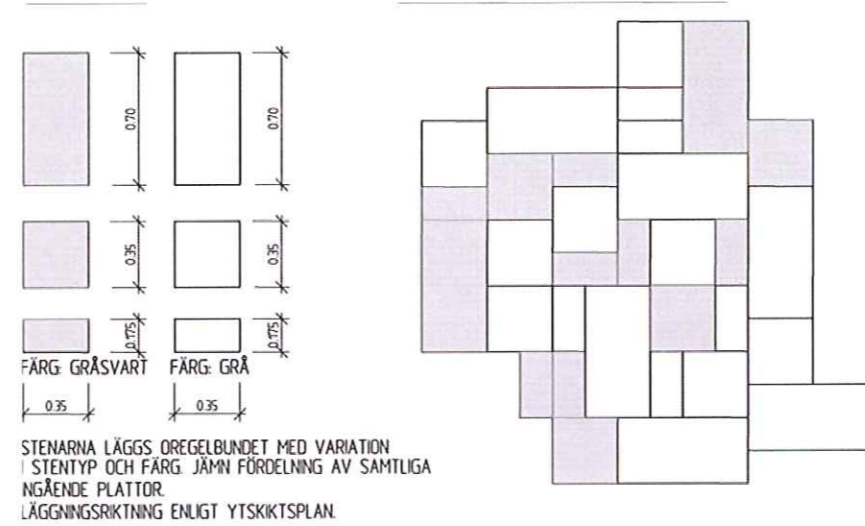 0.70
0.70
0.35
0.35
0.175
0.175
FÄRG: GRÅSVART
FÄRG: GRÅ
0.35
0.35
STENARNA LÄGGS OREGELBUNDET MED VARIATION
I STENTYP OCH FÄRG. JÄMN FÖRDELNING AV SAMTLIGA
NGÅENDE PLATTOR.
LÄGGNINGSRIKTNING ENLIGT YTSKIKTSPLAN.